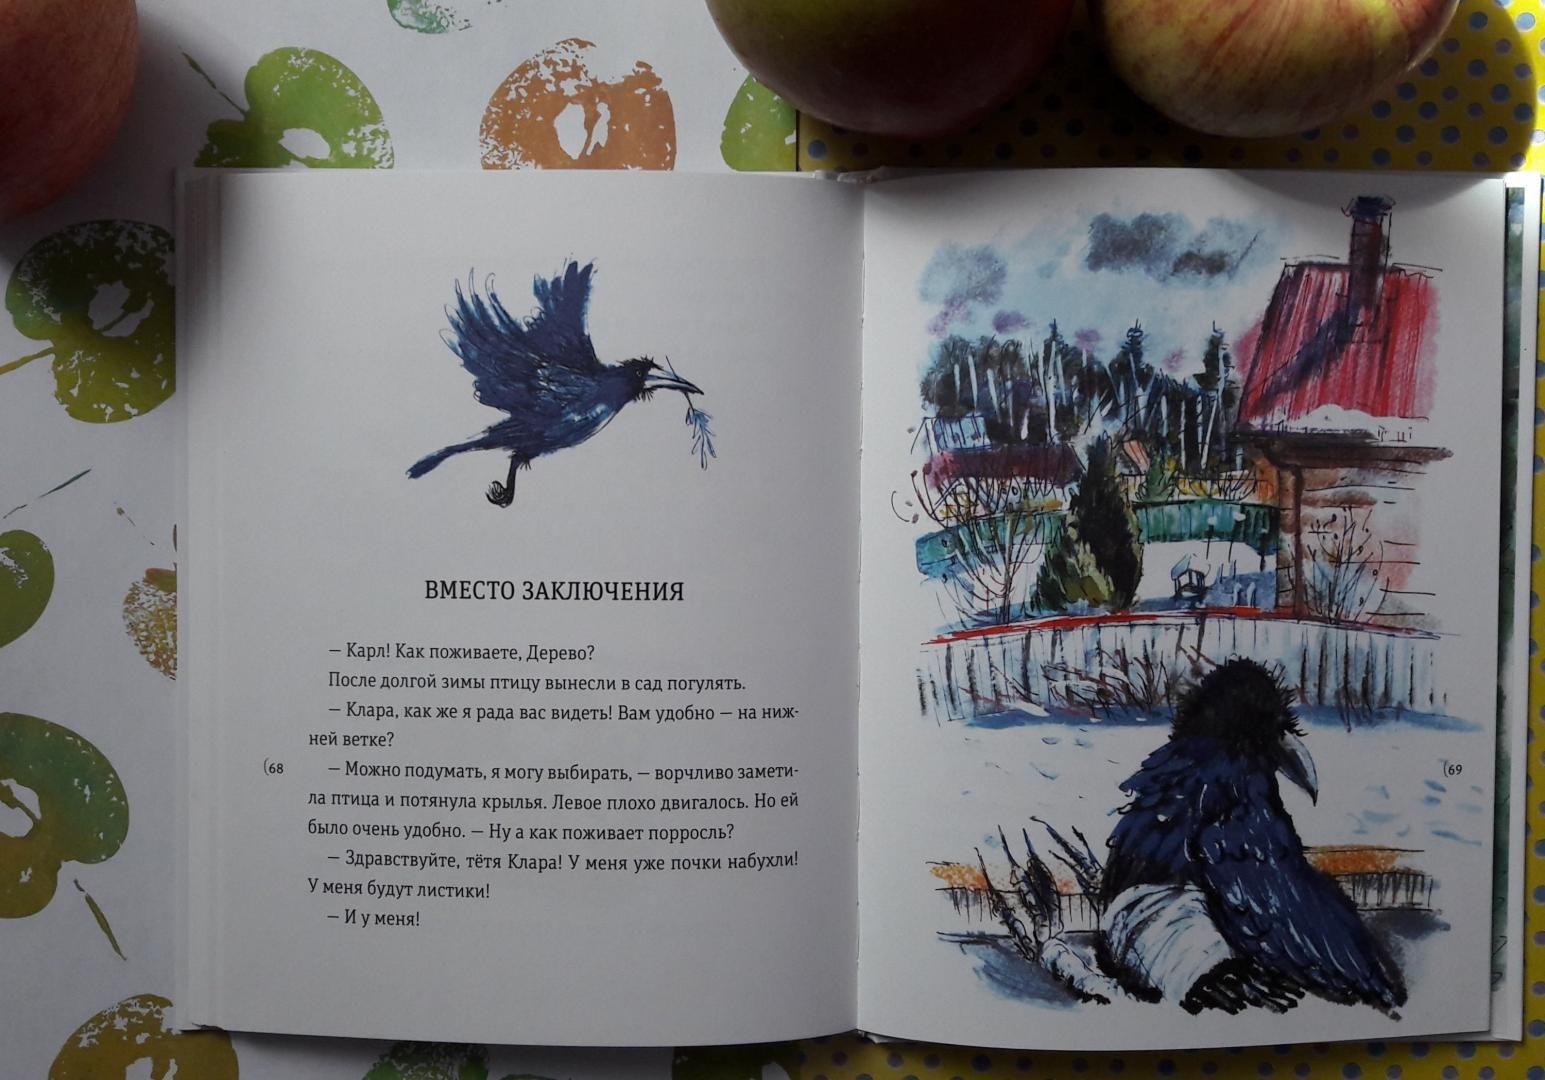 ВМЕСТО ЗАКЛЮЧЕНИЯ
— Карл! Как поживаете, Дерево?
После долгой зимы птицу вынесли в сад погулять.
— Клара, как же я рада вас видеть! Вам удобно — на ниж-
ней ветке?
— Можно подумать, я могу выбирать, — ворчливо замети-
ла птица и потянула крылья. Левое плохо двигалось. Но ей
было очень удобно. — Ну а как поживает порросль?
— Здравствуйте, тётя Клара! У меня уже почки набухли!
У меня будут листики!
— И у меня!
(68
(69